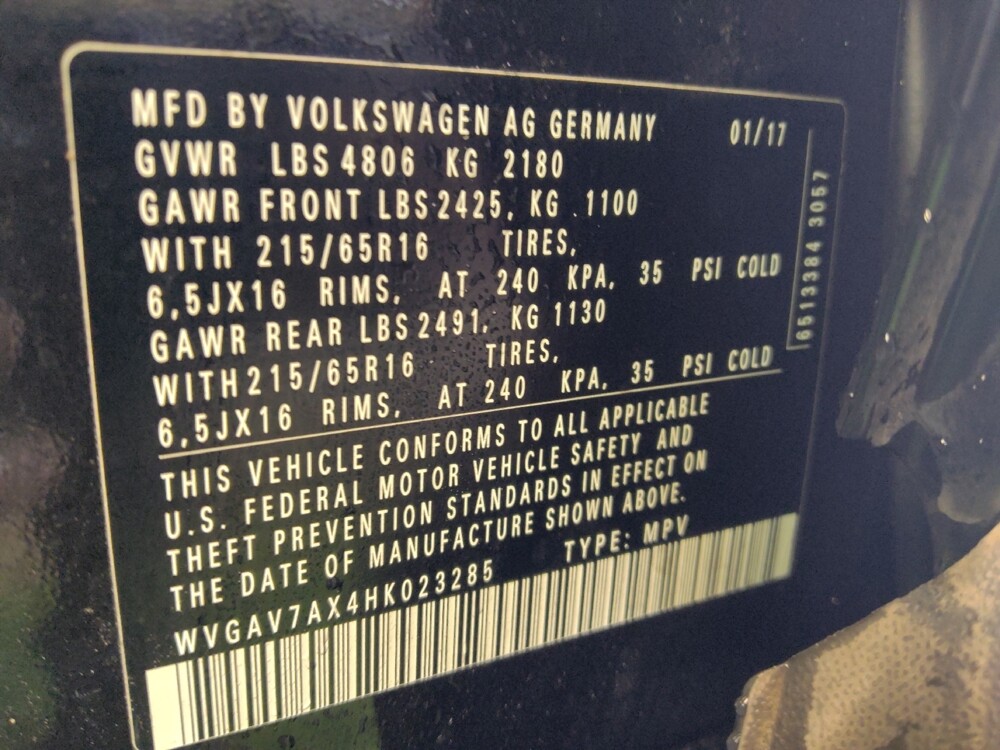 MFD BY VOLKSWAGEN AG GERMANY 01/17
GVWR LBS 4806 KG 2180
GAWR FRONT LBS 2425, KG 1100
WITH 215/65R16 TIRES,
6,5JX16 RIMS, AT 240 KPA, 35 PSI COLD
GAWR REAR LBS 2491, KG 1130
WITH 215/65R16 TIRES,
6,5JX16 RIMS, AT 240 KPA, 35 PSI COLD
THIS VEHICLE CONFORMS TO ALL APPLICABLE
U.S. FEDERAL MOTOR VEHICLE SAFETY AND
THEFT PREVENTION STANDARDS IN EFFECT ON
THE DATE OF MANUFACTURE SHOWN ABOVE.
WVGAV7AX4HK023285 TYPE: MPV
6513384 3057